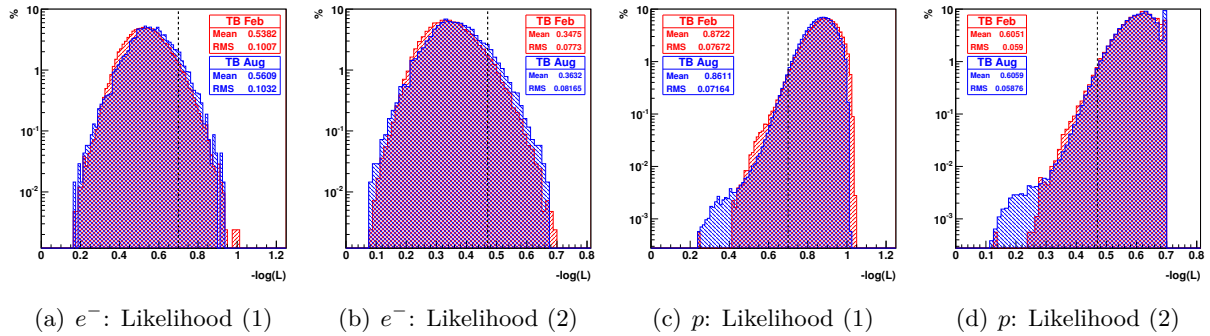 %
10
1
10⁻¹
10⁻²
0 0.2 0.4 0.6 0.8 1 1.2
-log(L)
TB Feb
Mean 0.5382
RMS 0.1007
TB Aug
Mean 0.5609
RMS 0.1032
(a) e⁻: Likelihood (1)
%
10
1
10⁻¹
10⁻²
0 0.1 0.2 0.3 0.4 0.5 0.6 0.7 0.8
-log(L)
TB Feb
Mean 0.3475
RMS 0.0773
TB Aug
Mean 0.3632
RMS 0.08165
(b) e⁻: Likelihood (2)
%
10
1
10⁻¹
10⁻²
10⁻³
0 0.2 0.4 0.6 0.8 1 1.2
-log(L)
TB Feb
Mean 0.8722
RMS 0.07672
TB Aug
Mean 0.8611
RMS 0.07164
(c) p: Likelihood (1)
%
10
1
10⁻¹
10⁻²
10⁻³
0 0.1 0.2 0.3 0.4 0.5 0.6 0.7 0.8
-log(L)
TB Feb
Mean 0.6051
RMS 0.059
TB Aug
Mean 0.6059
RMS 0.05876
(d) p: Likelihood (2)